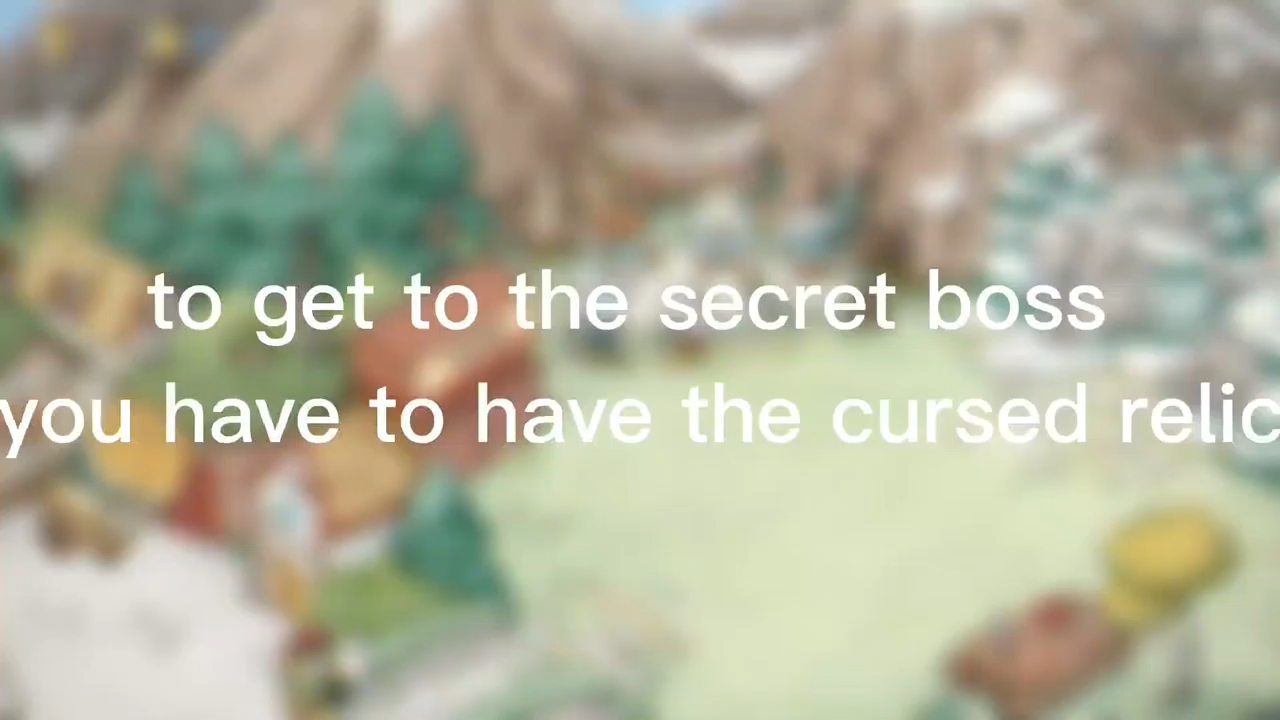 to get to the secret boss
you have to have the cursed relic